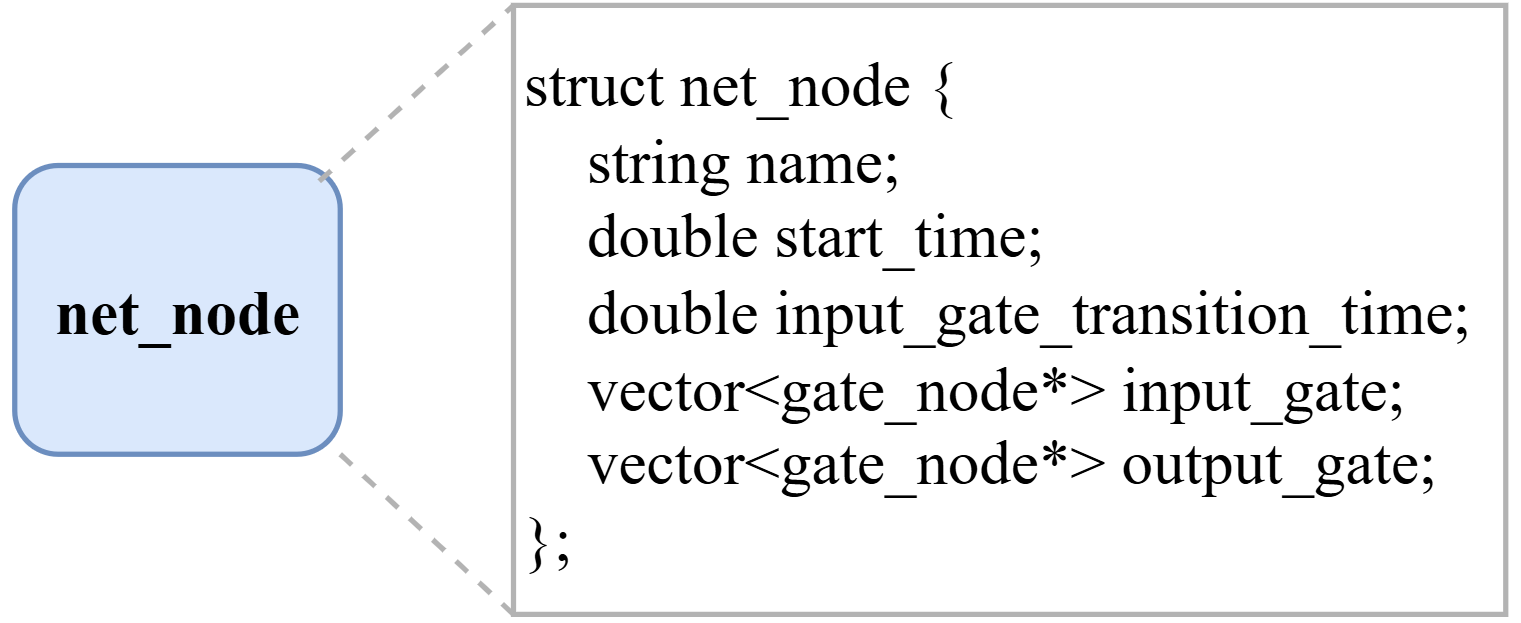 net_node
struct net_node {
string name;
double start_time;
double input_gate_transition_time;
vector<gate_node*> input_gate;
vector<gate_node*> output_gate;
};